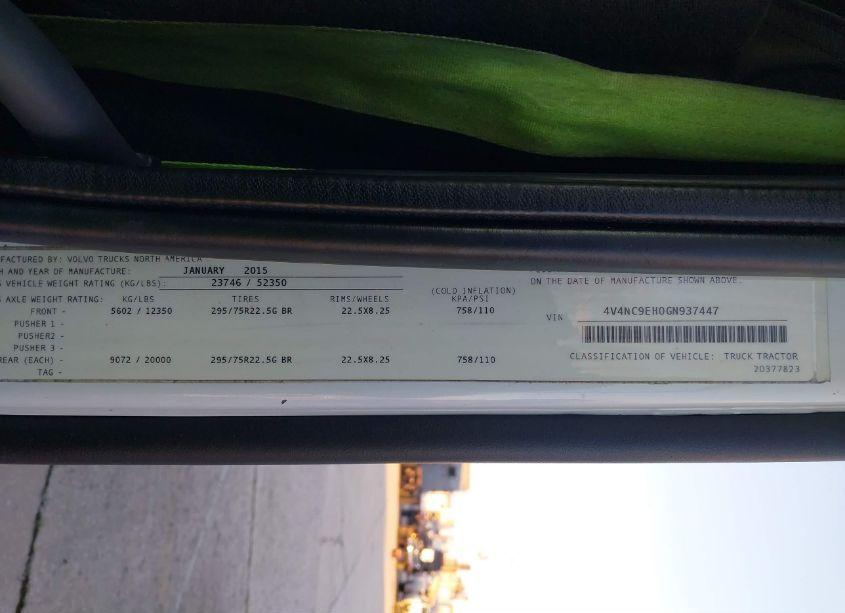 FACTURED BY: VOLVO TRUCKS NORTH AMERICA
H AND YEAR OF MANUFACTURE: JANUARY 2015
S VEHICLE WEIGHT RATING (KG/LBS): 23746 / 52350
S AXLE WEIGHT RATING: KG/LBS TIRES RIMS/WHEELS (COLD INFLATION) KPA/PSI
FRONT - 5602 / 12350 295/75R22.5G BR 22.5X8.25 758/110
PUSHER 1 -
PUSHER2 -
PUSHER 3 -
REAR (EACH) - 9072 / 20000 295/75R22.5G BR 22.5X8.25 758/110
TAG -
ON THE DATE OF MANUFACTURE SHOWN ABOVE.
VIN 4V4NC9EH0GN937447
CLASSIFICATION OF VEHICLE: TRUCK TRACTOR
20377823